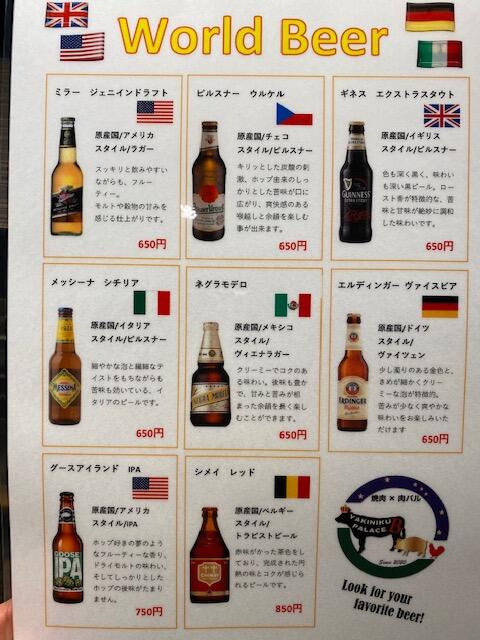 World Beer
ミラー ジェニインドラフト
原産国/アメリカ
スタイル/ラガー
スッキリと飲みやすい
ながらも、フルー
ティー。
モルトや穀物の甘みを
感じる仕上がりです。
650円
ピルスナー ウルケル
原産国/チェコ
スタイル/ピルスナー
キリッとした炭酸の刺
激、ホップ由来のしっ
かりとした苦味が口に
広がり、爽快感のある
喉越しと余韻を楽しむ
事が出来ます。
650円
ギネス エクストラスタウト
原産国/イギリス
スタイル/ピルスナー
色も深く黒く、味わい
も深い黒ビール。ロー
スト香が特徴的な、苦
味と甘味が絶妙に調和
した味わいです。
GUINNESS
650円
メッシーナ シチリア
原産国/イタリア
スタイル/ピルスナー
細やかな泡と繊細なテ
イストをもちながらも
苦味も効いている、イ
タリアのビールです。
MESSINA
650円
ネグラモデロ
原産国/メキシコ
スタイル/
ヴィエナラガー
クリーミーでコクのあ
る味わい。後味も豊か
で、甘みと苦みが相
まった余韻を長く楽し
むことができます。
650円
エルディンガー ヴァイスビア
原産国/ドイツ
スタイル/
ヴァイツェン
少し濁りのある金色と、
きめが細かくクリー
ミーな泡が特徴的。
苦みが少なく爽やかな
味わいをお楽しみいた
だけます
ERDINGER
650円
グースアイランド IPA
原産国/アメリカ
スタイル/IPA
ホップ好きの夢のよう
なフルーティーな香り、
ドライモルトの味わい、
そしてしっかりとした
ホップの後味がたまり
ません。
GOOSE
IPA
750円
シメイ レッド
原産国/ベルギー
スタイル/
トラピストビール
赤味がかった茶色をし
ており、完成された円
熟の味とコクが感じら
れるビールです。
CHIMAY
850円
焼肉×肉バル
YAKINIKU
PALACE B
Since 2020
Look for your
favorite beer!